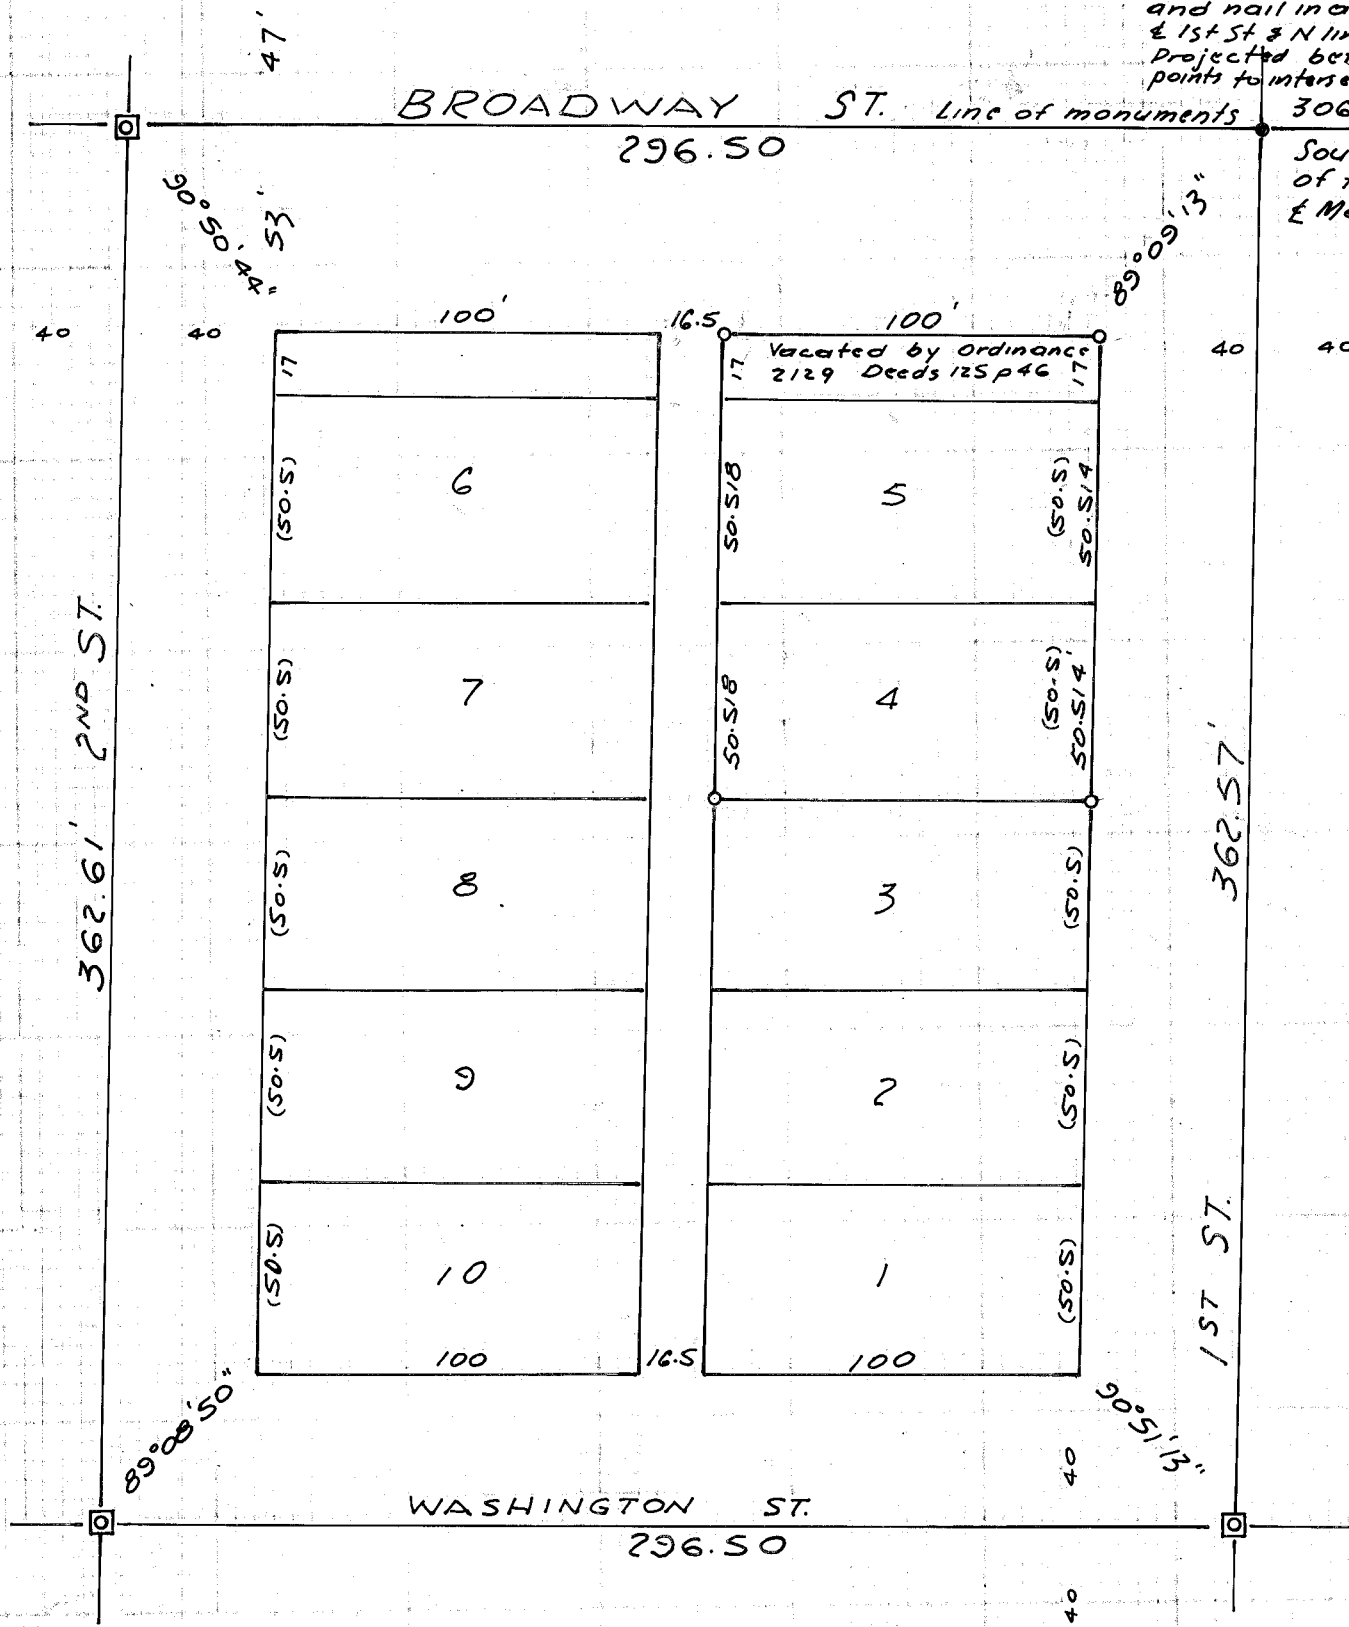 and nail in a
47'
℄ 1st St & N lin
Projected be
points to interse
BROADWAY ST. Line of monuments 306
296.50
Sou
of
℄ M
90°50'44"
53'
89°09'13"
40 40 100' 16.5 100' 40 40
17 17 Vacated by Ordinance 17
2129 Deeds 125 p 46
(50.5) 6 50.518 5 (50.5) 50.514
2ND ST.
(50.5) 7 50.518 4 (50.5) 50.514'
362.61' 362.57'
(50.5) 8 3 (50.5)
(50.5) 9 2 (50.5)
(50.5) 10 1 (50.5)
1ST ST.
100 16.5 100
89°08'50" 90°51'13"
40
WASHINGTON ST.
296.50
40